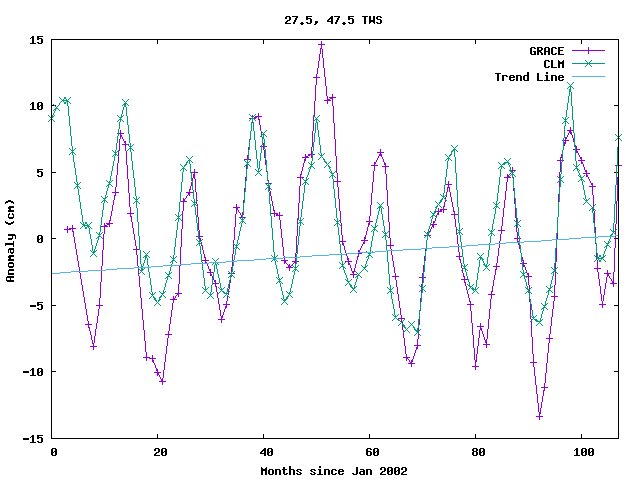 27.5, 47.5 TWS
GRACE
CLM
Trend Line
Anomaly (cm)
15
10
5
0
-5
-10
-15
0 20 40 60 80 100
Months since Jan 2002